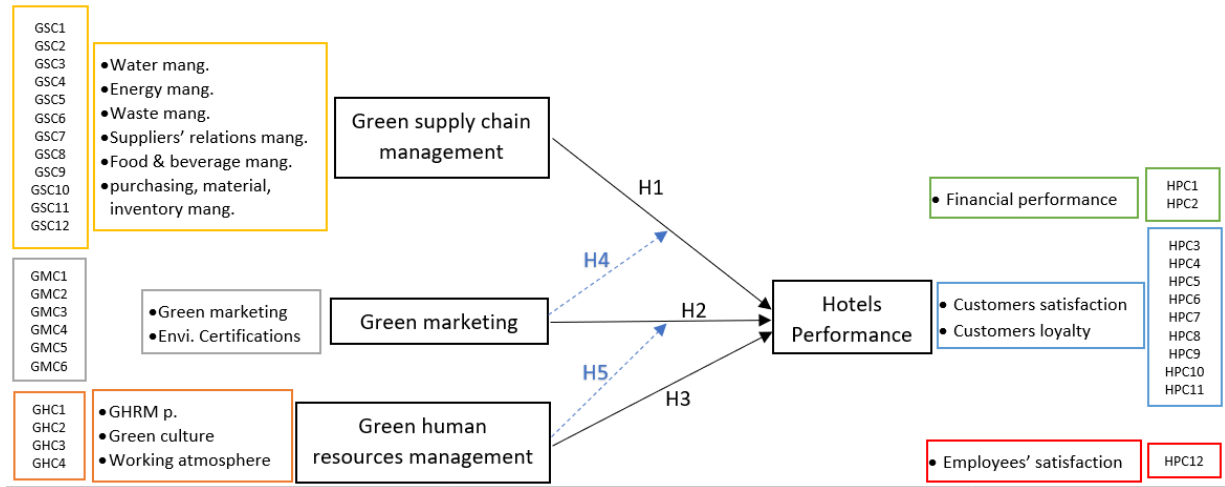 GSC1
GSC2
GSC3
GSC4
GSC5
GSC6
GSC7
GSC8
GSC9
GSC10
GSC11
GSC12
•Water mang.
•Energy mang.
•Waste mang.
•Suppliers’ relations mang.
•Food & beverage mang.
•purchasing, material,
inventory mang.
Green supply chain
management
H1
H4
GMC1
GMC2
GMC3
GMC4
GMC5
GMC6
•Green marketing
•Envi. Certifications
Green marketing
H2
H5
H3
GHC1
GHC2
GHC3
GHC4
•GHRM p.
•Green culture
•Working atmosphere
Green human
resources management
Hotels
Performance
• Financial performance
HPC1
HPC2
• Customers satisfaction
• Customers loyalty
HPC3
HPC4
HPC5
HPC6
HPC7
HPC8
HPC9
HPC10
HPC11
• Employees’ satisfaction
HPC12